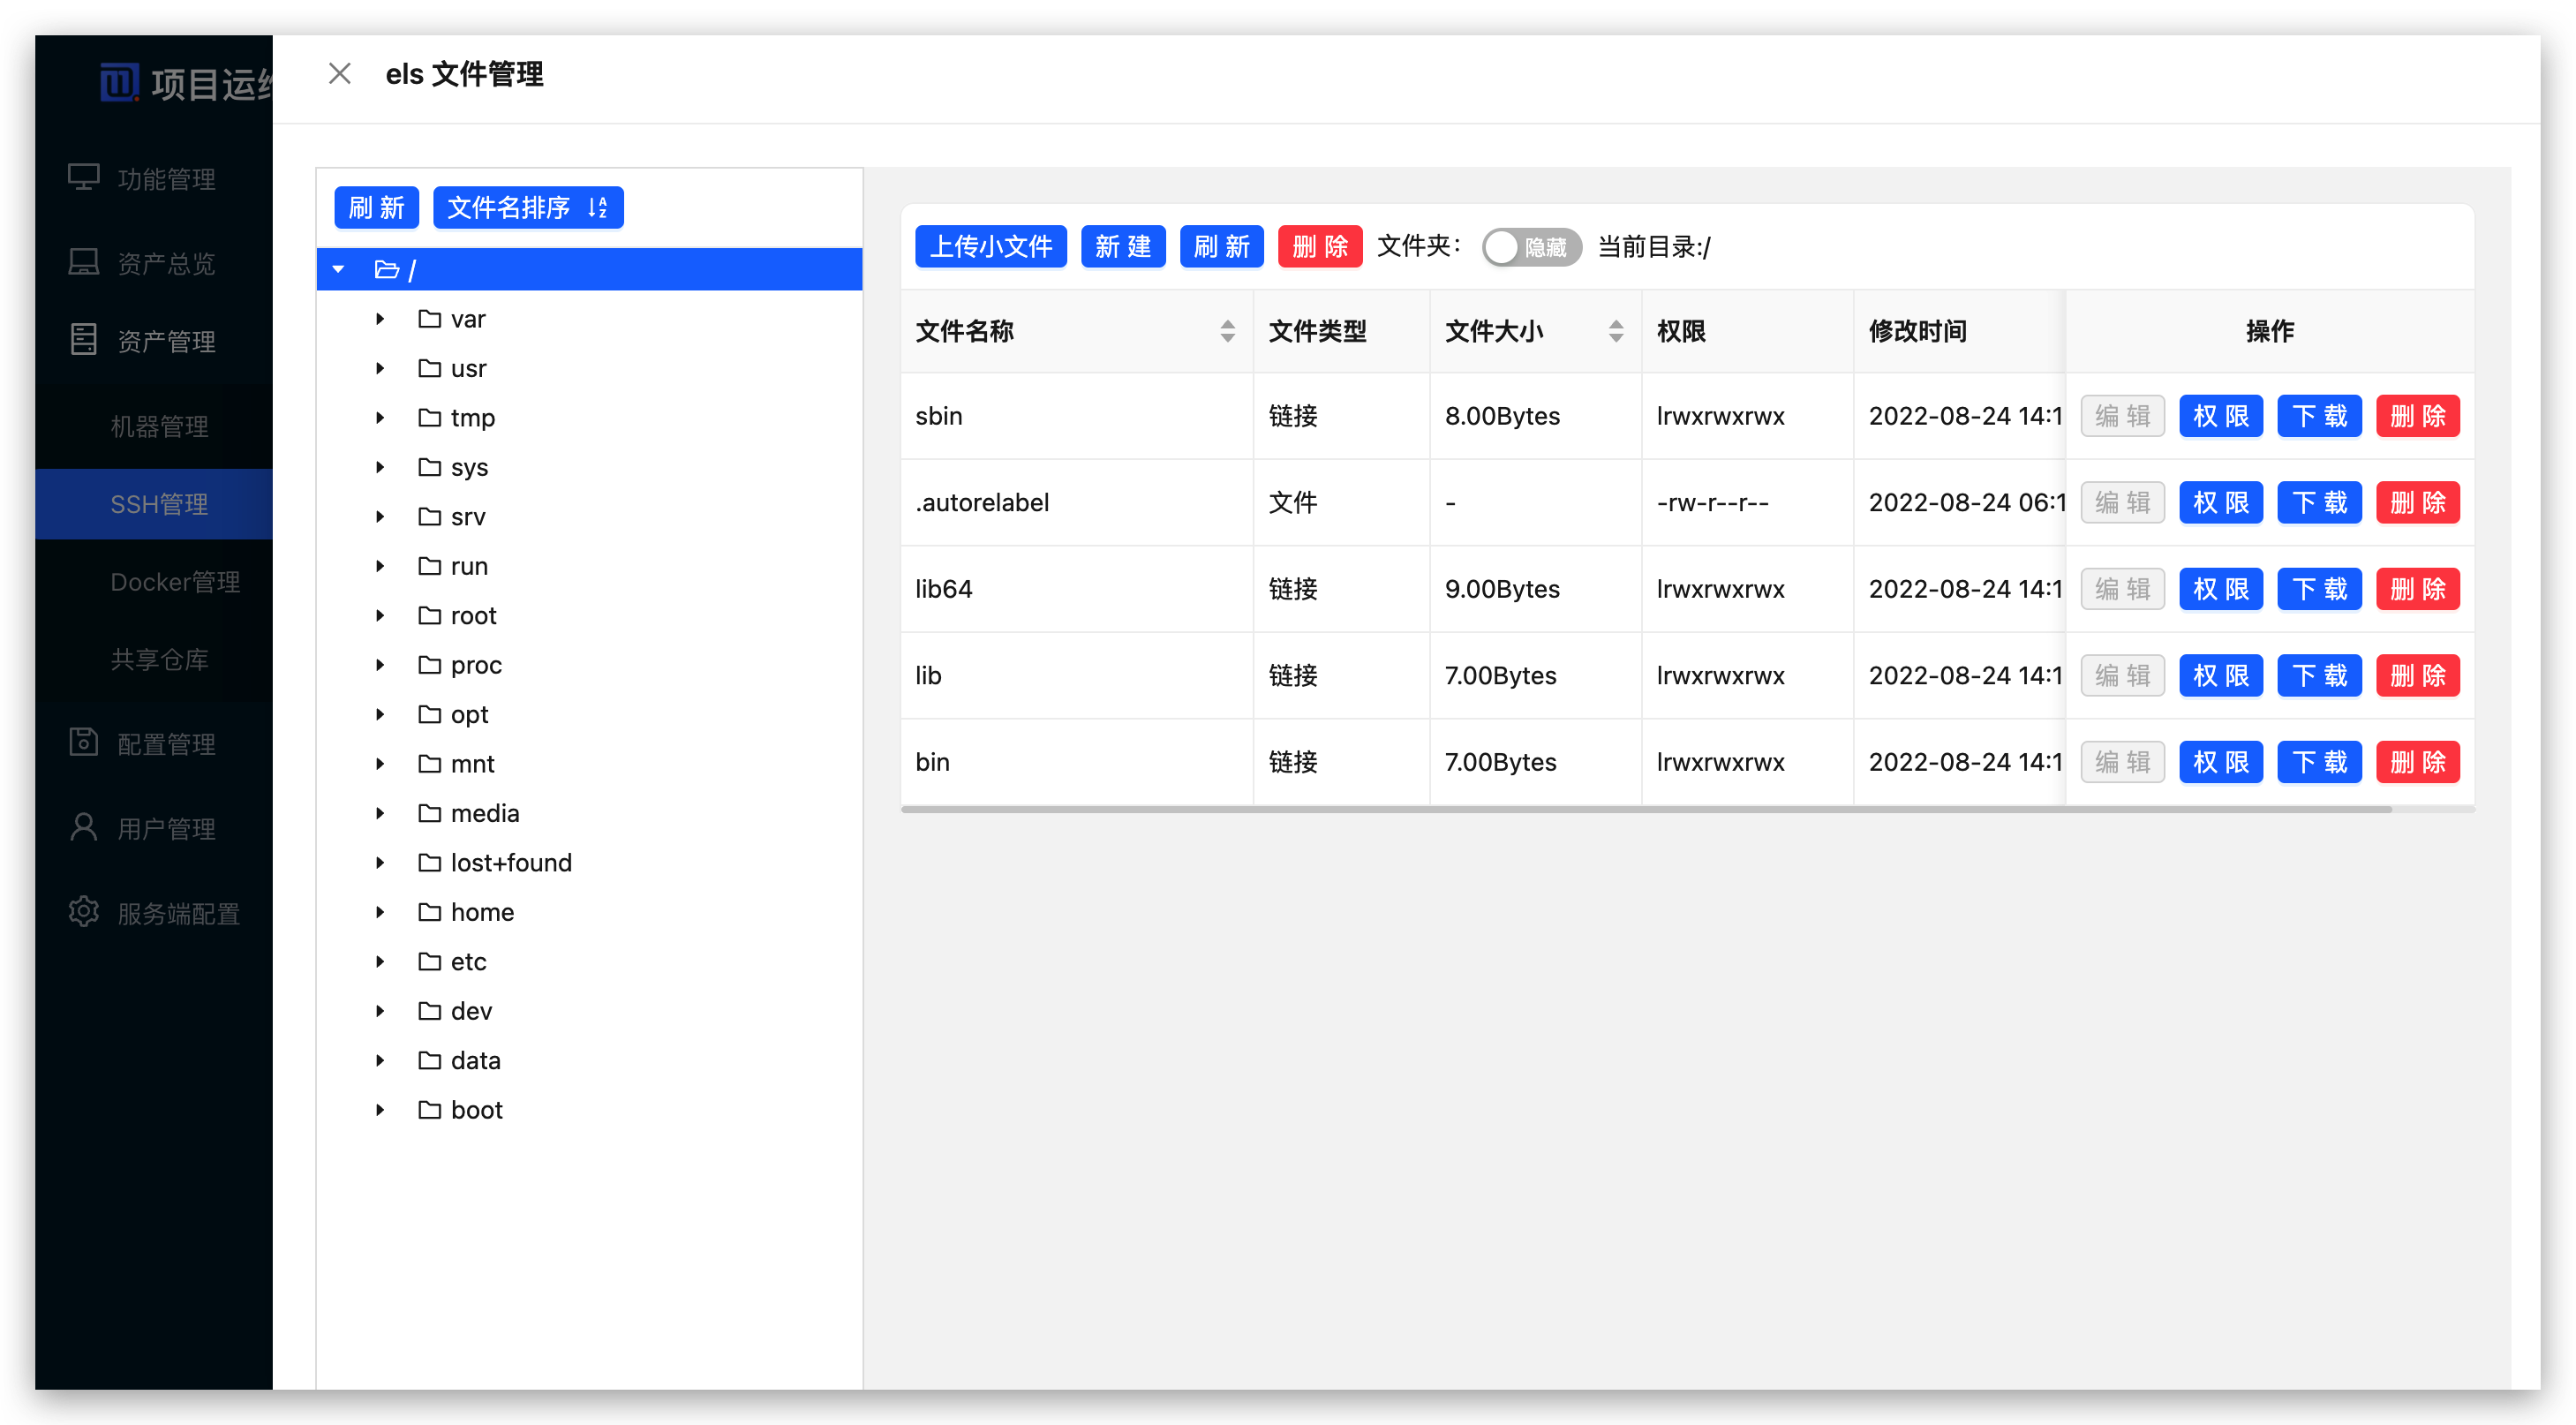 项目运
els 文件管理
功能管理
资产总览
资产管理
机器管理
SSH管理
Docker管理
共享仓库
配置管理
用户管理
服务端配置
刷 新 文件名排序
/
var
usr
tmp
sys
srv
run
root
proc
opt
mnt
media
lost+found
home
etc
dev
data
boot
上传小文件 新 建 刷 新 删 除 文件夹： 隐藏 当前目录:/
文件名称 文件类型 文件大小 权限 修改时间 操作
sbin 链接 8.00Bytes lrwxrwxrwx 2022-08-24 14:1 编 辑 权 限 下 载 删 除
.autorelabel 文件 - -rw-r--r-- 2022-08-24 06:1 编 辑 权 限 下 载 删 除
lib64 链接 9.00Bytes lrwxrwxrwx 2022-08-24 14:1 编 辑 权 限 下 载 删 除
lib 链接 7.00Bytes lrwxrwxrwx 2022-08-24 14:1 编 辑 权 限 下 载 删 除
bin 链接 7.00Bytes lrwxrwxrwx 2022-08-24 14:1 编 辑 权 限 下 载 删 除